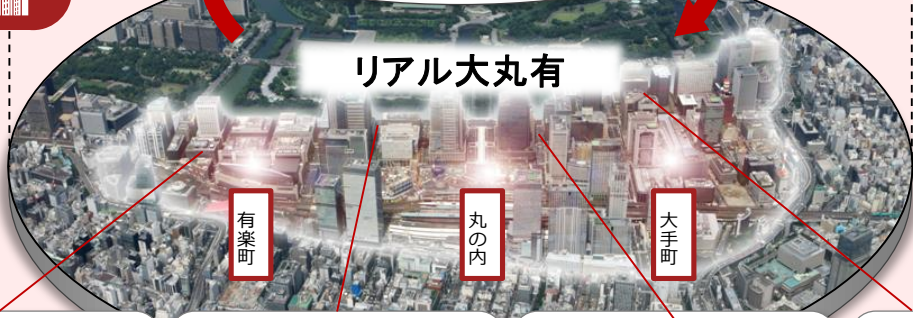 リアル大丸有
有楽町
丸の内
大手町